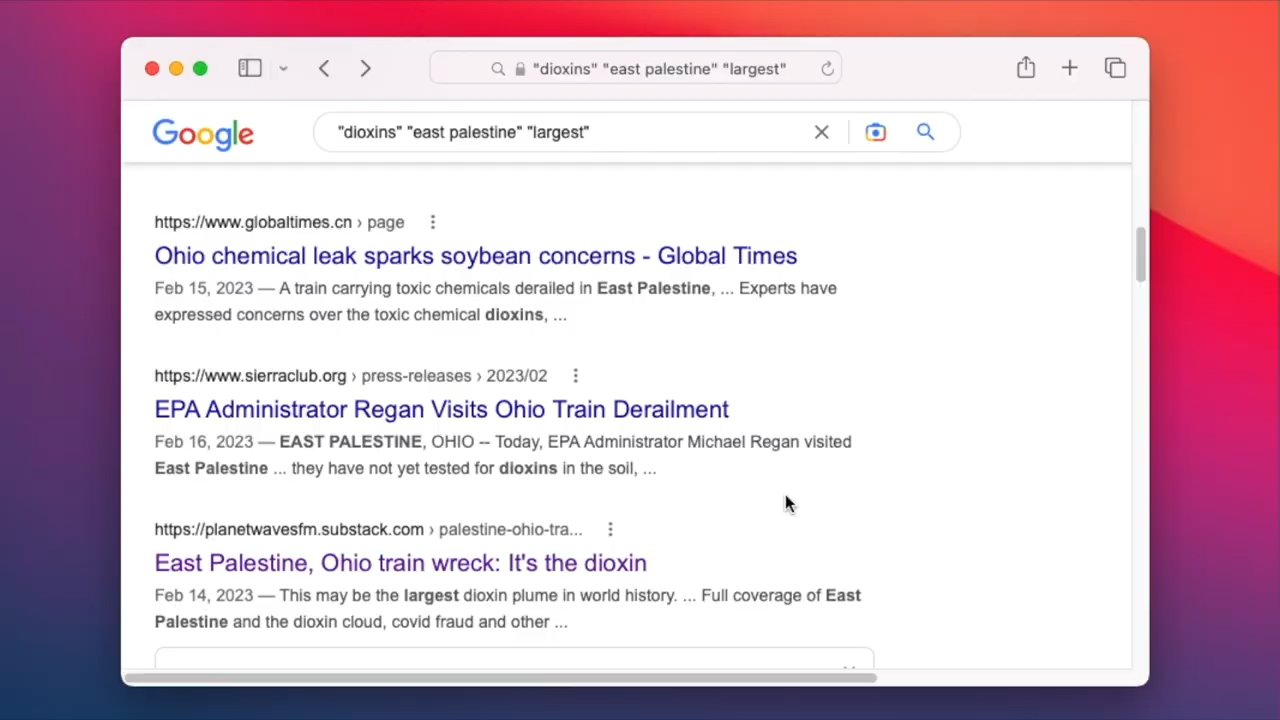 "dioxins" "east palestine" "largest"
Google
"dioxins" "east palestine" "largest"
https://www.globaltimes.cn › page
Ohio chemical leak sparks soybean concerns - Global Times
Feb 15, 2023 — A train carrying toxic chemicals derailed in East Palestine, ... Experts have
expressed concerns over the toxic chemical dioxins, ...
https://www.sierraclub.org › press-releases › 2023/02
EPA Administrator Regan Visits Ohio Train Derailment
Feb 16, 2023 — EAST PALESTINE, OHIO -- Today, EPA Administrator Michael Regan visited
East Palestine ... they have not yet tested for dioxins in the soil, ...
https://planetwavesfm.substack.com › palestine-ohio-tra...
East Palestine, Ohio train wreck: It's the dioxin
Feb 14, 2023 — This may be the largest dioxin plume in world history. ... Full coverage of East
Palestine and the dioxin cloud, covid fraud and other ...